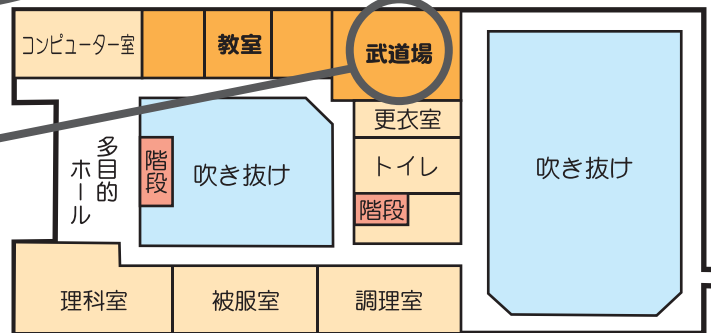 コンピューター室
教室
武道場
更衣室
多目的
ホール
階段
吹き抜け
トイレ
吹き抜け
階段
理科室
被服室
調理室